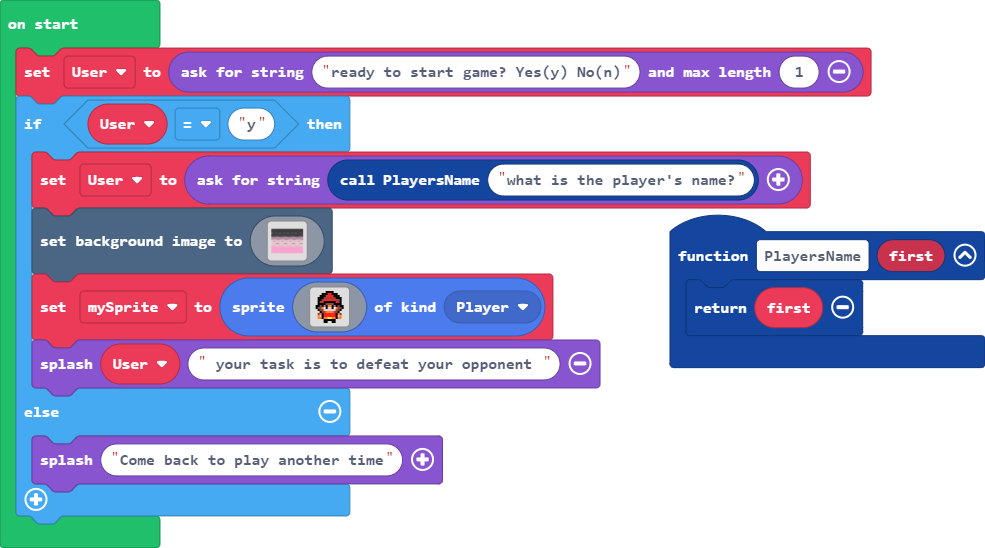 on start
set User to ask for string "ready to start game? Yes(y) No(n)" and max length 1
if User = "y" then
set User to ask for string call PlayersName "what is the player's name?"
set background image to
function PlayersName first
return first
set mySprite to sprite of kind Player
splash User " your task is to defeat your opponent "
else
splash "Come back to play another time"